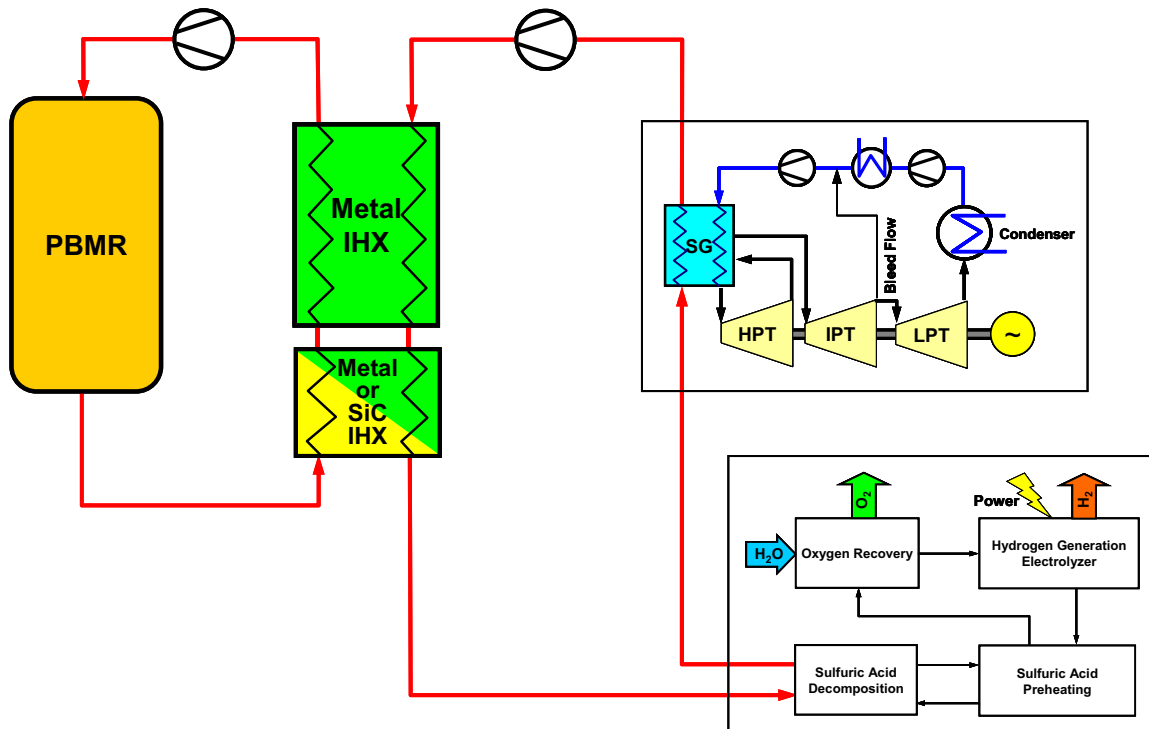 PBMR
Metal
IHX
Metal
or
SiC
IHX
SG
Condenser
Bleed Flow
HPT
IPT
LPT
~
O₂
Power
H₂
H₂O
Oxygen Recovery
Hydrogen Generation
Electrolyzer
Sulfuric Acid
Decomposition
Sulfuric Acid
Preheating